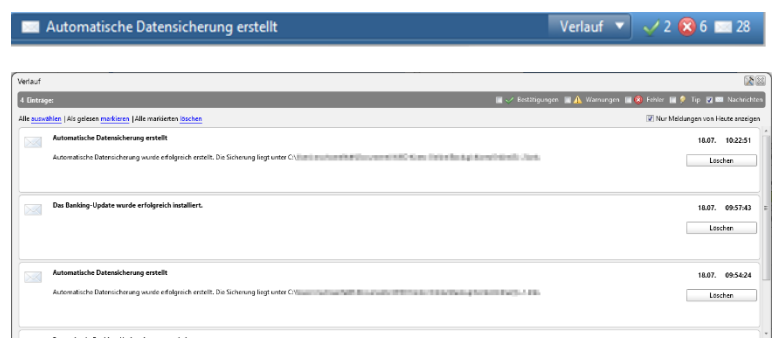 Automatische Datensicherung erstellt Verlauf 2 6 28
Verlauf
4 Einträge: Bestätigungen Warnungen Fehler Tip Nachrichten
Alle auswählen | Als gelesen markieren | Alle markierten löschen Nur Meldungen von Heute anzeigen
Automatische Datensicherung erstellt 18.07. 10:22:51
Automatische Datensicherung wurde erfolgreich erstellt. Die Sicherung liegt unter C:\
Löschen
Das Banking-Update wurde erfolgreich installiert. 18.07. 09:57:43
Löschen
Automatische Datensicherung erstellt 18.07. 09:54:24
Automatische Datensicherung wurde erfolgreich erstellt. Die Sicherung liegt unter C:\
Löschen